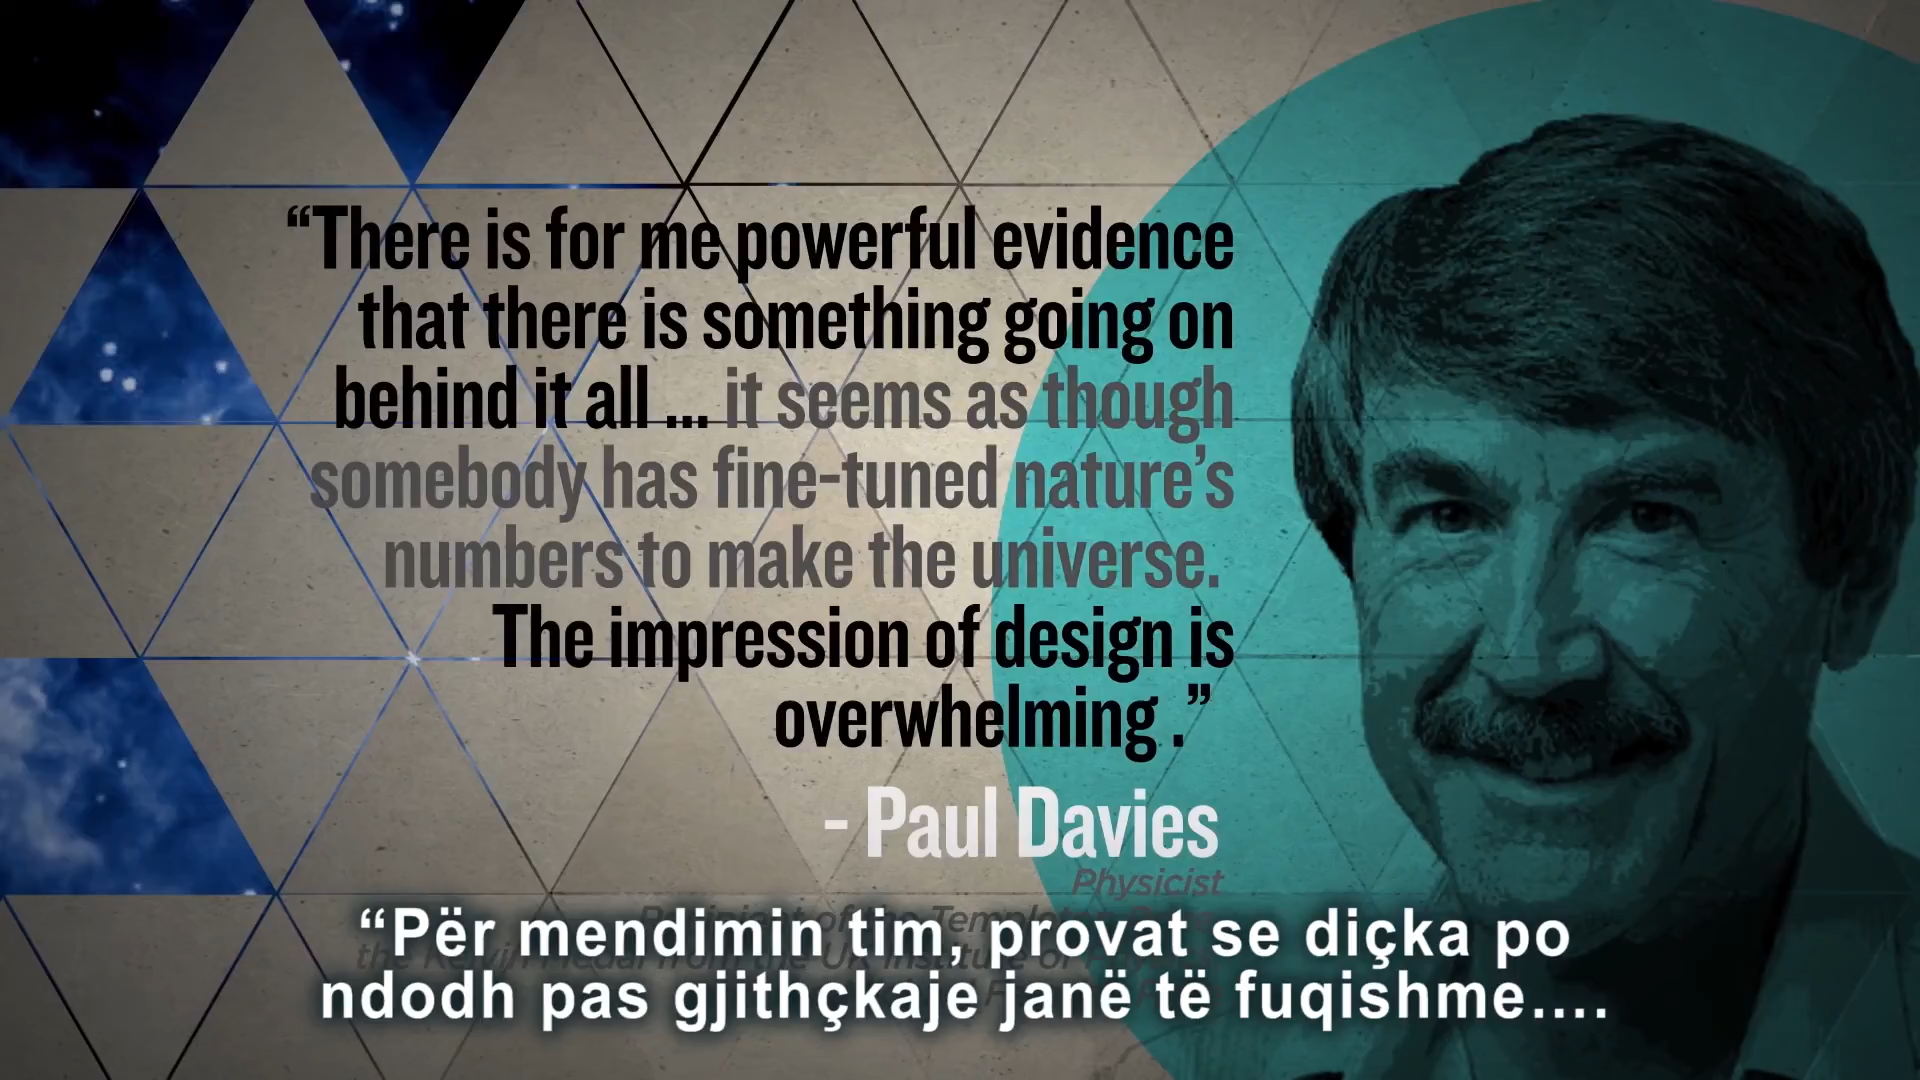 “There is for me powerful evidence
that there is something going on
behind it all ... it seems as though
somebody has fine-tuned nature’s
numbers to make the universe.
The impression of design is
overwhelming .”
- Paul Davies
Physicist
“Për mendimin tim, provat se diçka po
ndodh pas gjithçkaje janë të fuqishme....